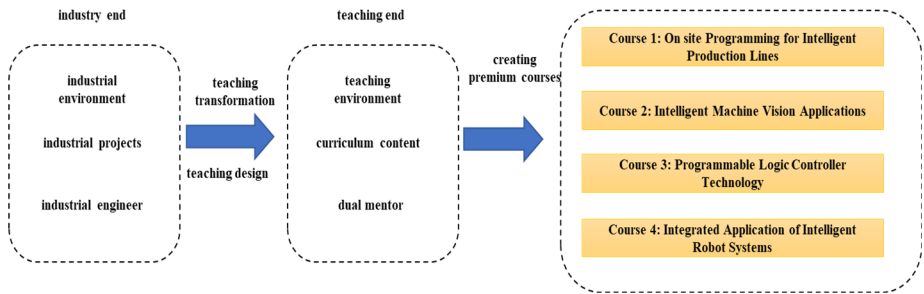 industry end
industrial
environment
industrial projects
industrial engineer
teaching
transformation
teaching design
teaching end
teaching
environment
curriculum content
dual mentor
creating
premium courses
Course 1: On site Programming for Intelligent
Production Lines
Course 2: Intelligent Machine Vision Applications
Course 3: Programmable Logic Controller
Technology
Course 4: Integrated Application of Intelligent
Robot Systems